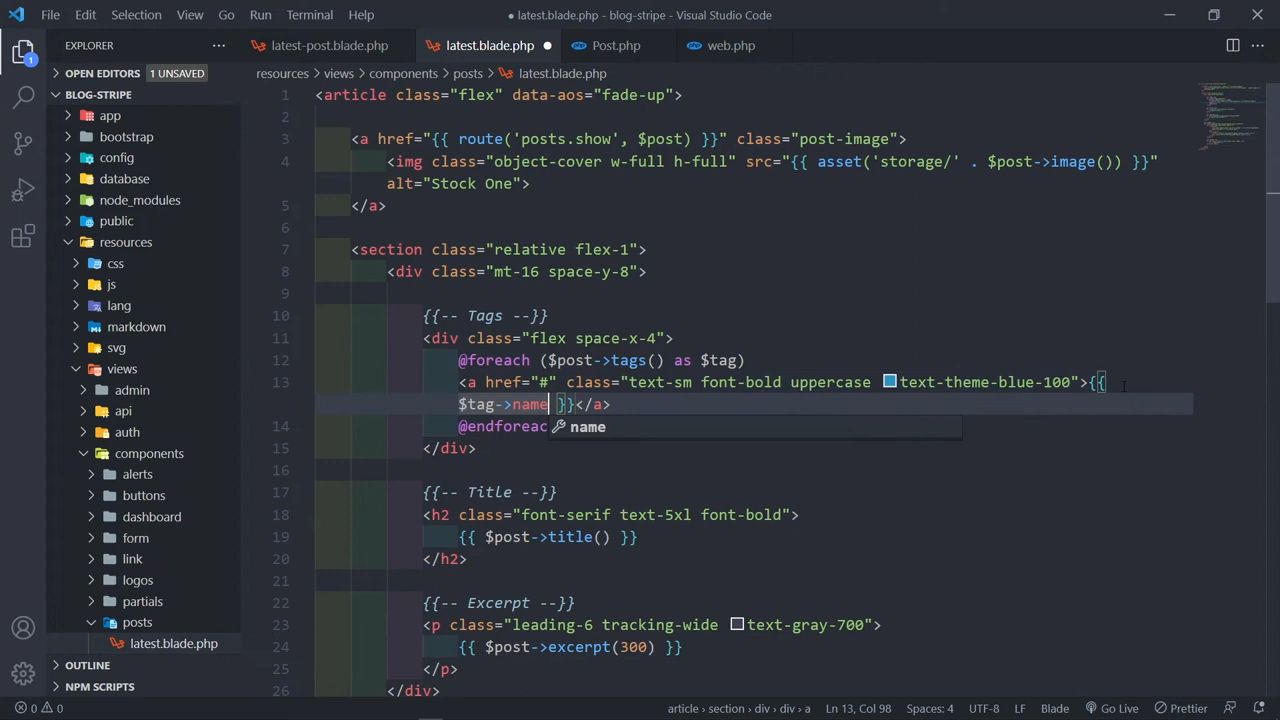 File Edit Selection View Go Run Terminal Help
● latest.blade.php - blog-stripe - Visual Studio Code
EXPLORER
latest-post.blade.php latest.blade.php Post.php web.php
OPEN EDITORS 1 UNSAVED
resources > views > components > posts > latest.blade.php
BLOG-STRIPE
app
bootstrap
config
database
node_modules
public
resources
css
js
lang
markdown
svg
views
admin
api
auth
components
alerts
buttons
dashboard
form
link
logos
partials
posts
latest.blade.php
OUTLINE
NPM SCRIPTS
1 <article class="flex" data-aos="fade-up">
2
3 <a href="{{ route('posts.show', $post) }}" class="post-image">
4 <img class="object-cover w-full h-full" src="{{ asset('storage/' . $post->image()) }}"
alt="Stock One">
5 </a>
6
7 <section class="relative flex-1">
8 <div class="mt-16 space-y-8">
9
10 {{-- Tags --}}
11 <div class="flex space-x-4">
12 @foreach ($post->tags() as $tag)
13 <a href="#" class="text-sm font-bold uppercase text-theme-blue-100">{{
$tag->name }}</a>
14 @endforeac
name
15 </div>
16
17 {{-- Title --}}
18 <h2 class="font-serif text-5xl font-bold">
19 {{ $post->title() }}
20 </h2>
21
22 {{-- Excerpt --}}
23 <p class="leading-6 tracking-wide text-gray-700">
24 {{ $post->excerpt(300) }}
25 </p>
26 </div>
1
0 0 article > section > div > div > a Ln 13, Col 98 Spaces: 4 UTF-8 LF Blade Go Live Prettier